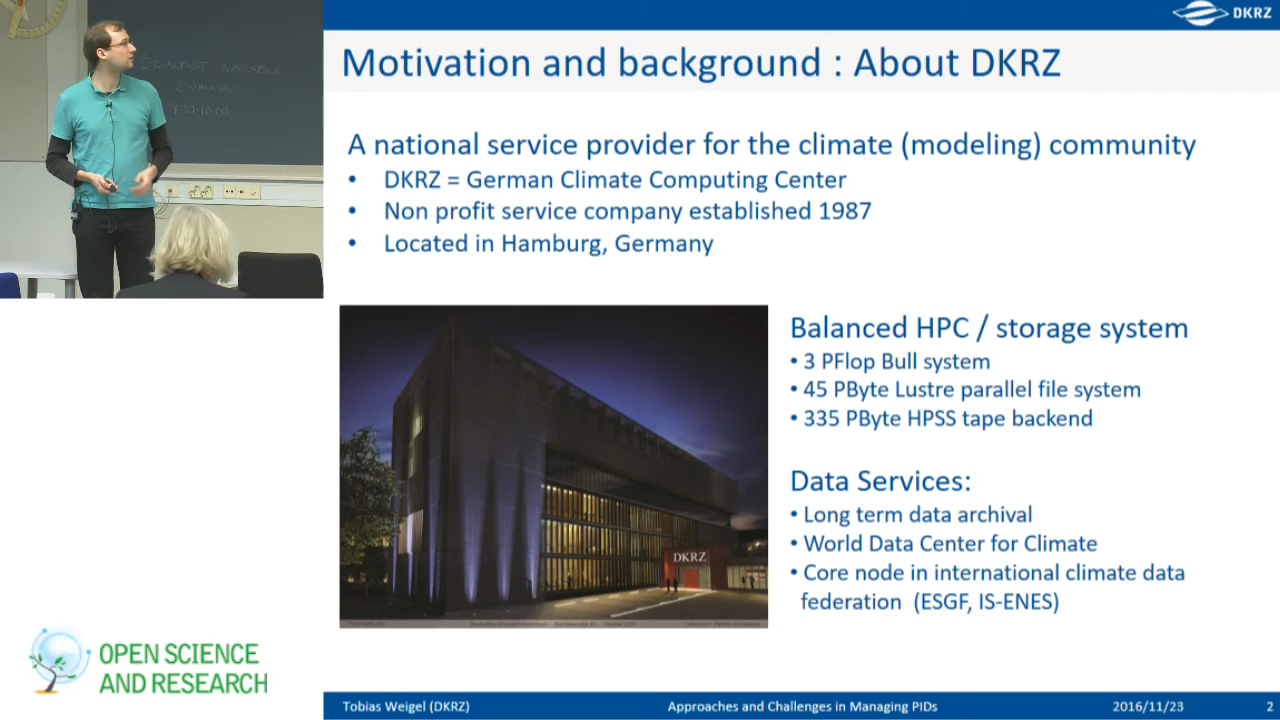 DKRZ
Motivation and background : About DKRZ
BREAKFAST AVAILABLE
A national service provider for the climate (modeling) community
• DKRZ = German Climate Computing Center
• Non profit service company established 1987
• Located in Hamburg, Germany
DKRZ
Balanced HPC / storage system
• 3 PFlop Bull system
• 45 PByte Lustre parallel file system
• 335 PByte HPSS tape backend
Data Services:
• Long term data archival
• World Data Center for Climate
• Core node in international climate data
federation (ESGF, IS-ENES)
OPEN SCIENCE
AND RESEARCH
Tobias Weigel (DKRZ) Approaches and Challenges in Managing PIDs 2016/11/23 2